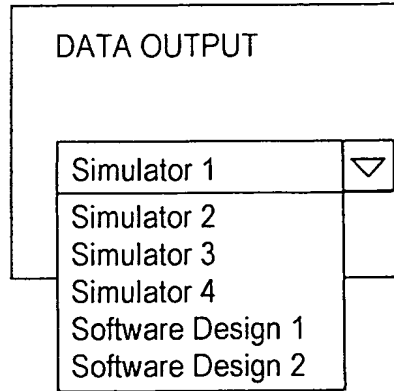 DATA OUTPUT
Simulator 1
Simulator 2
Simulator 3
Simulator 4
Software Design 1
Software Design 2